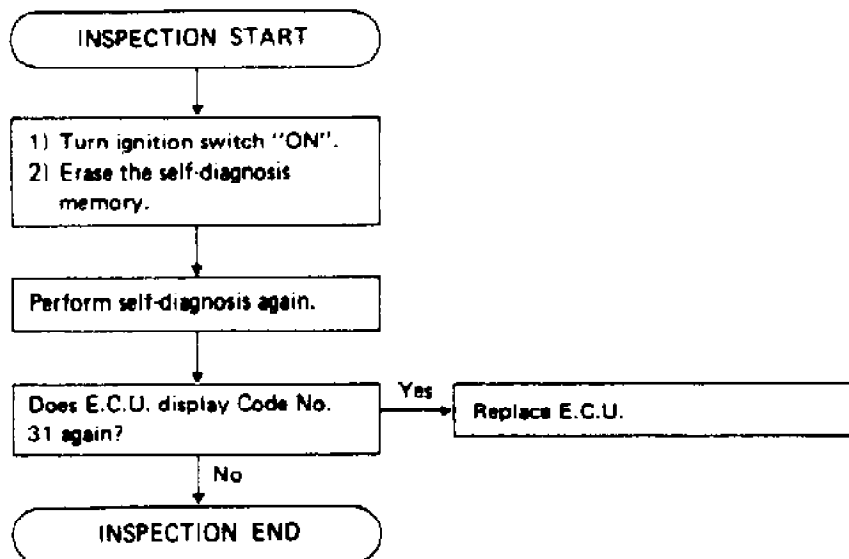 INSPECTION START
1) Turn ignition switch "ON".
2) Erase the self-diagnosis
memory.
Perform self-diagnosis again.
Does E.C.U. display Code No.
31 again?
Yes
Replace E.C.U.
No
INSPECTION END